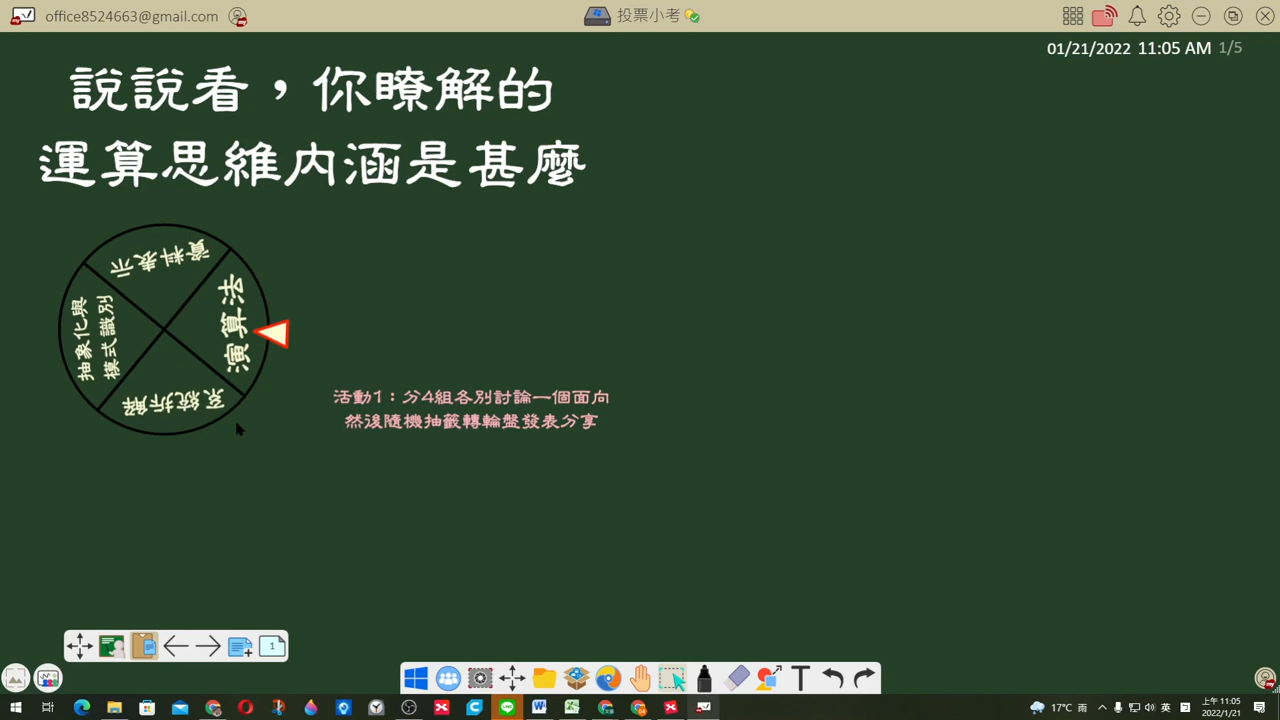 office8524663@gmail.com
投票小考
01/21/2022 11:05 AM 1/5
說說看，你瞭解的
運算思維內涵是甚麼
資料表示
演算法
抽象化與
模式識別
系統拆解
活動1：分4組各別討論一個面向
然後隨機抽籤轉輪盤發表分享
1
T
17°C 雨
英
上午 11:05
2022/1/21